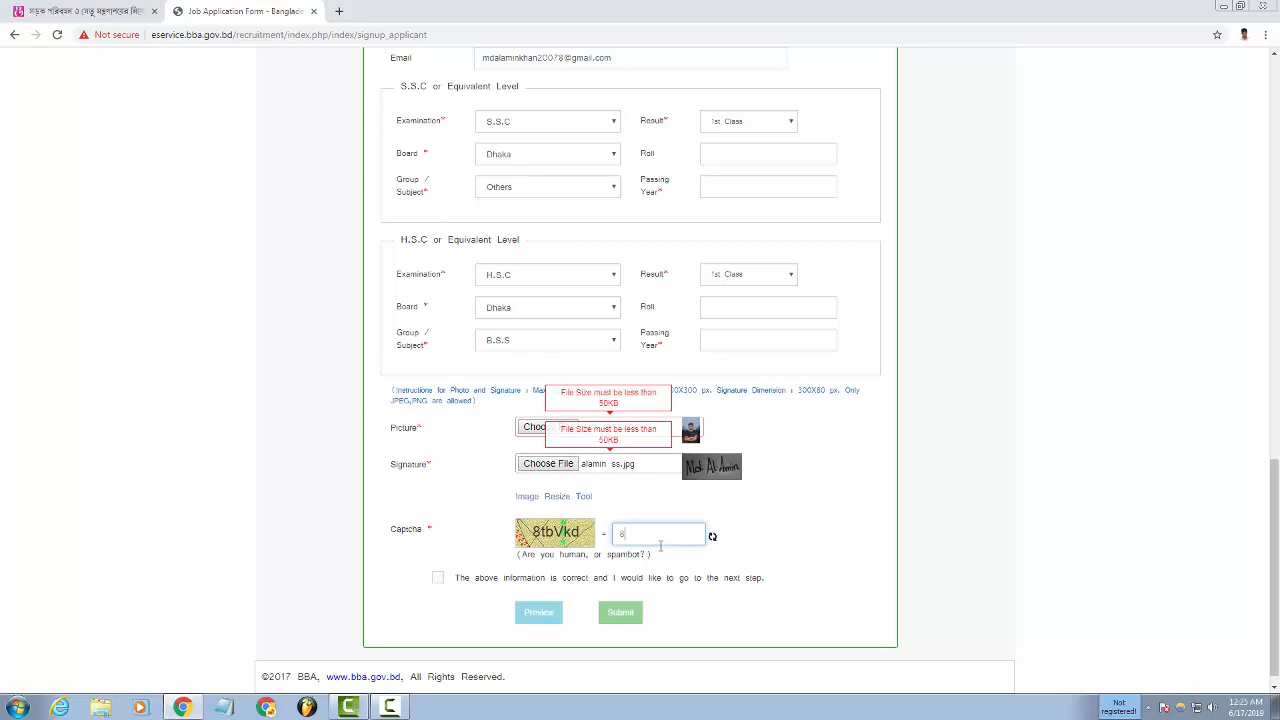 সড়ক পরিবহন ও সেতু মন্ত্রণালয়ের নিয়ে
Job Application Form - Banglade
Not secure | eservice.bba.gov.bd/recruitment/index.php/index/signup_applicant
Email mdalaminkhan20078@gmail.com
S.S.C or Equivalent Level
Examination* S.S.C Result* 1st Class
Board * Dhaka Roll
Group / Subject* Others Passing Year*
H.S.C or Equivalent Level
Examination* H.S.C Result* 1st Class
Board * Dhaka Roll
Group / Subject* B.S.S Passing Year*
(Instructions for Photo and Signature : Max 00X300 px. Signature Dimension : 300X80 px. Only
JPEG,PNG are allowed)
File Size must be less than
50KB
Picture* Choo
File Size must be less than
50KB
Signature* Choose File alamin ss.jpg Md. Al Amin
Image Resize Tool
Captcha * 8tbVkd = 8
(Are you human, or spambot?)
The above information is correct and I would like to go to the next step.
Preview Submit
©2017 BBA, www.bba.gov.bd, All Rights Reserved.
Not registered!
12:25 AM
6/17/2019